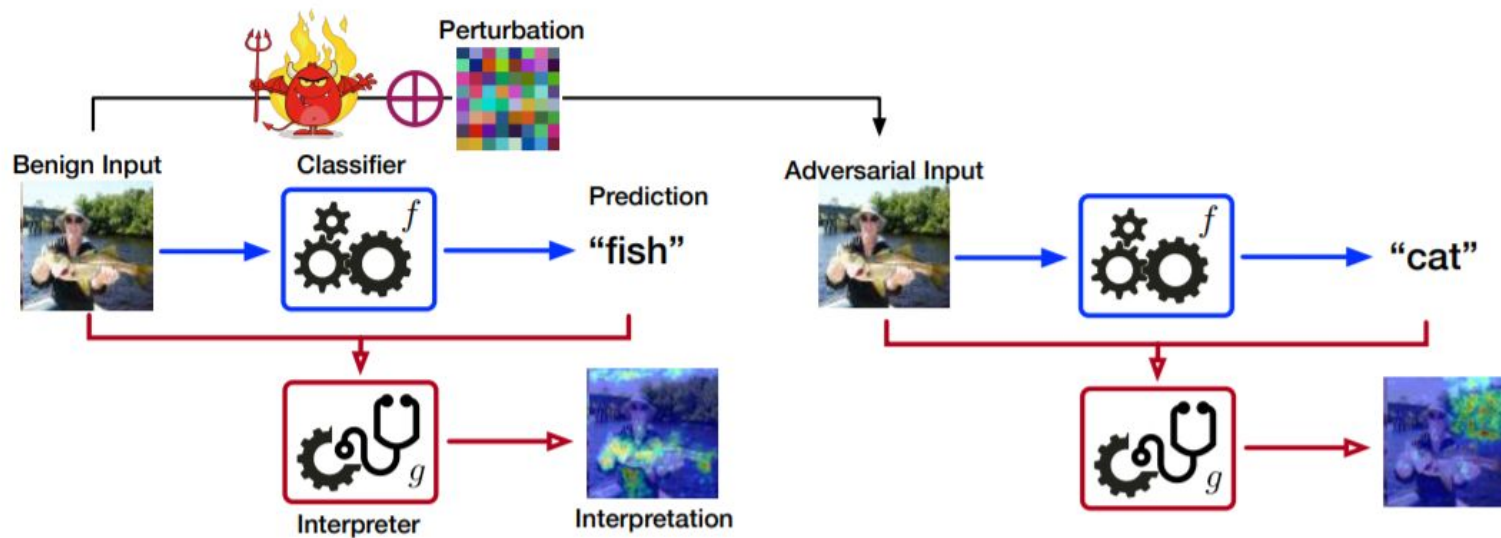 Perturbation
Benign Input
Classifier
Adversarial Input
f
Prediction
“fish”
f
“cat”
g
Interpreter
Interpretation
g